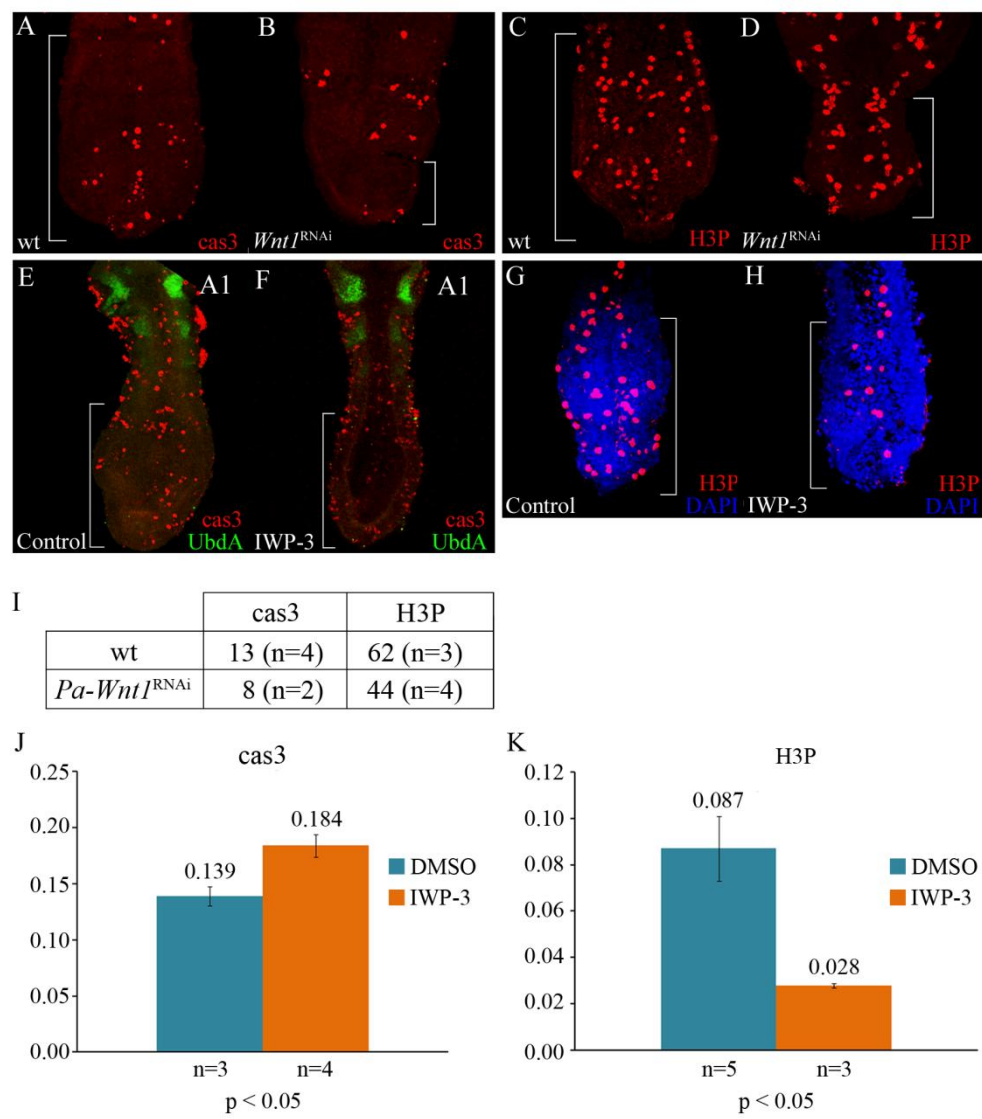 A B C D
wt cas3 Wnt1RNAi cas3 wt H3P Wnt1RNAi H3P
E A1 F A1 G H
Control cas3 UbdA IWP-3 cas3 UbdA Control H3P DAPI IWP-3 H3P DAPI
I
cas3 H3P
wt 13 (n=4) 62 (n=3)
Pa-Wnt1RNAi 8 (n=2) 44 (n=4)
J
cas3
0.25
0.20
0.15
0.10
0.05
0.00
0.139
0.184
DMSO
IWP-3
n=3 n=4
p < 0.05
K
H3P
0.12
0.10
0.08
0.06
0.04
0.02
0.00
0.087
0.028
DMSO
IWP-3
n=5 n=3
p < 0.05